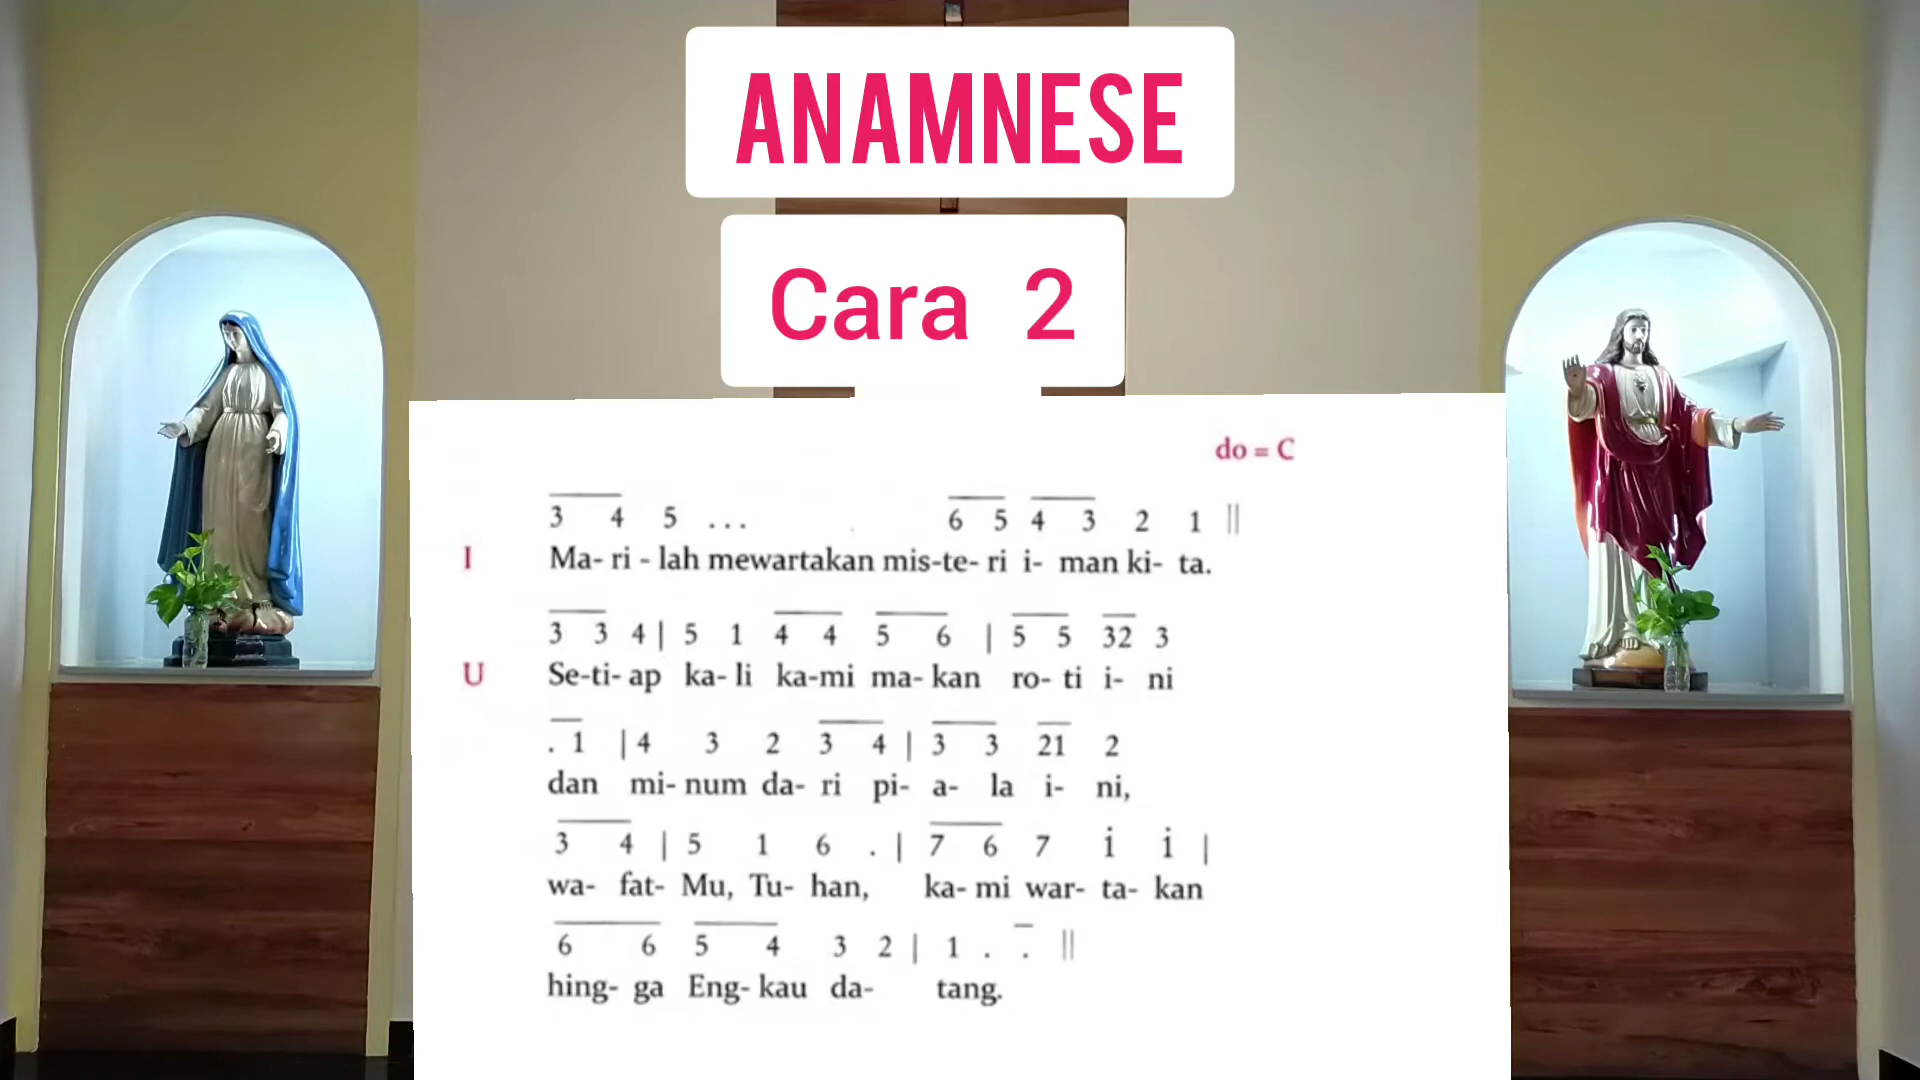 ANAMNESE
Cara 2
do = C
3 4 5 ... 6 5 4 3 2 1 ||
I Ma- ri - lah mewartakan mis-te- ri i- man ki- ta.
3 3 4 | 5 1 4 4 5 6 | 5 5 32 3
U Se-ti- ap ka- li ka-mi ma- kan ro- ti i- ni
. 1 | 4 3 2 3 4 | 3 3 21 2
dan mi- num da- ri pi- a- la i- ni,
3 4 | 5 1 6 . | 7 6 7 i i |
wa- fat- Mu, Tu- han, ka- mi war- ta- kan
6 6 5 4 3 2 | 1 . . ||
hing- ga Eng- kau da- tang.